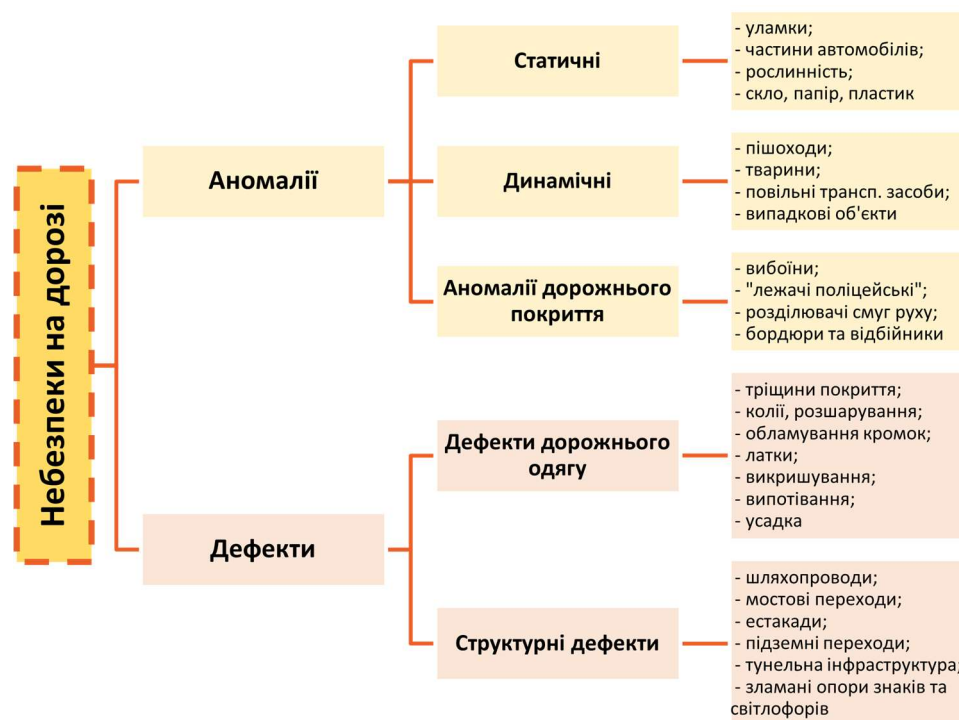 Небезпеки на дорозі
Аномалії
Статичні
- уламки;
- частини автомобілів;
- рослинність;
- скло, папір, пластик
Динамічні
- пішоходи;
- тварини;
- повільні трансп. засоби;
- випадкові об'єкти
Аномалії дорожнього
покриття
- вибоїни;
- "лежачі поліцейські";
- розділювачі смуг руху;
- бордюри та відбійники
Дефекти
Дефекти дорожнього
одягу
- тріщини покриття;
- колії, розшарування;
- обламування кромок;
- латки;
- викришування;
- випотівання;
- усадка
Структурні дефекти
- шляхопроводи;
- мостові переходи;
- естакади;
- підземні переходи;
- тунельна інфраструктура;
- зламані опори знаків та
світлофорів